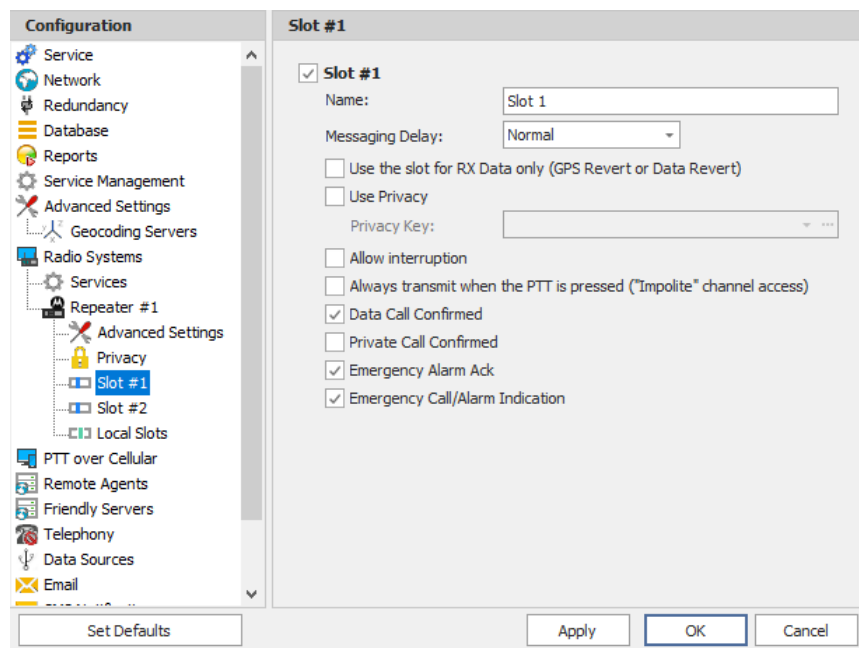 Configuration
Service
Network
Redundancy
Database
Reports
Service Management
Advanced Settings
Geocoding Servers
Radio Systems
Services
Repeater #1
Advanced Settings
Privacy
Slot #1
Slot #2
Local Slots
PTT over Cellular
Remote Agents
Friendly Servers
Telephony
Data Sources
Email
Set Defaults
Slot #1
Slot #1
Name: Slot 1
Messaging Delay: Normal
Use the slot for RX Data only (GPS Revert or Data Revert)
Use Privacy
Privacy Key:
Allow interruption
Always transmit when the PTT is pressed ("Impolite" channel access)
Data Call Confirmed
Private Call Confirmed
Emergency Alarm Ack
Emergency Call/Alarm Indication
Apply OK Cancel